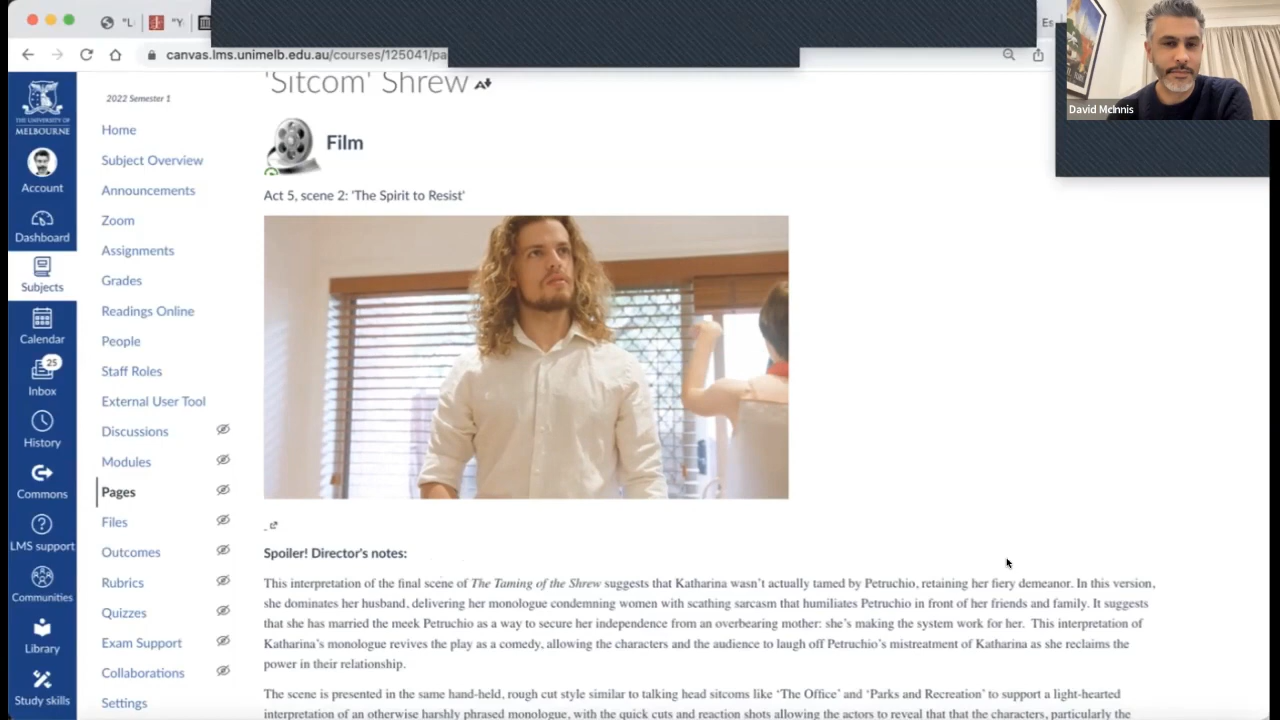 "L
"Y
Es
canvas.lms.unimelb.edu.au/courses/125041/pa
David McInnis
THE UNIVERSITY OF
MELBOURNE
Account
Dashboard
Subjects
Calendar
25
Inbox
History
Commons
LMS support
Communities
Library
Study skills
2022 Semester 1
Home
Subject Overview
Announcements
Zoom
Assignments
Grades
Readings Online
People
Staff Roles
External User Tool
Discussions
Modules
Pages
Files
Outcomes
Rubrics
Quizzes
Exam Support
Collaborations
Settings
'Sitcom' Shrew
Film
Act 5, scene 2: 'The Spirit to Resist'
Spoiler! Director's notes:
This interpretation of the final scene of The Taming of the Shrew suggests that Katharina wasn't actually tamed by Petruchio, retaining her fiery demeanor. In this version,
she dominates her husband, delivering her monologue condemning women with scathing sarcasm that humiliates Petruchio in front of her friends and family. It suggests
that she has married the meek Petruchio as a way to secure her independence from an overbearing mother: she's making the system work for her. This interpretation of
Katharina's monologue revives the play as a comedy, allowing the characters and the audience to laugh off Petruchio's mistreatment of Katharina as she reclaims the
power in their relationship.
The scene is presented in the same hand-held, rough cut style similar to talking head sitcoms like 'The Office' and 'Parks and Recreation' to support a light-hearted
interpretation of an otherwise harshly phrased monologue, with the quick cuts and reaction shots allowing the actors to reveal that that the characters, particularly the